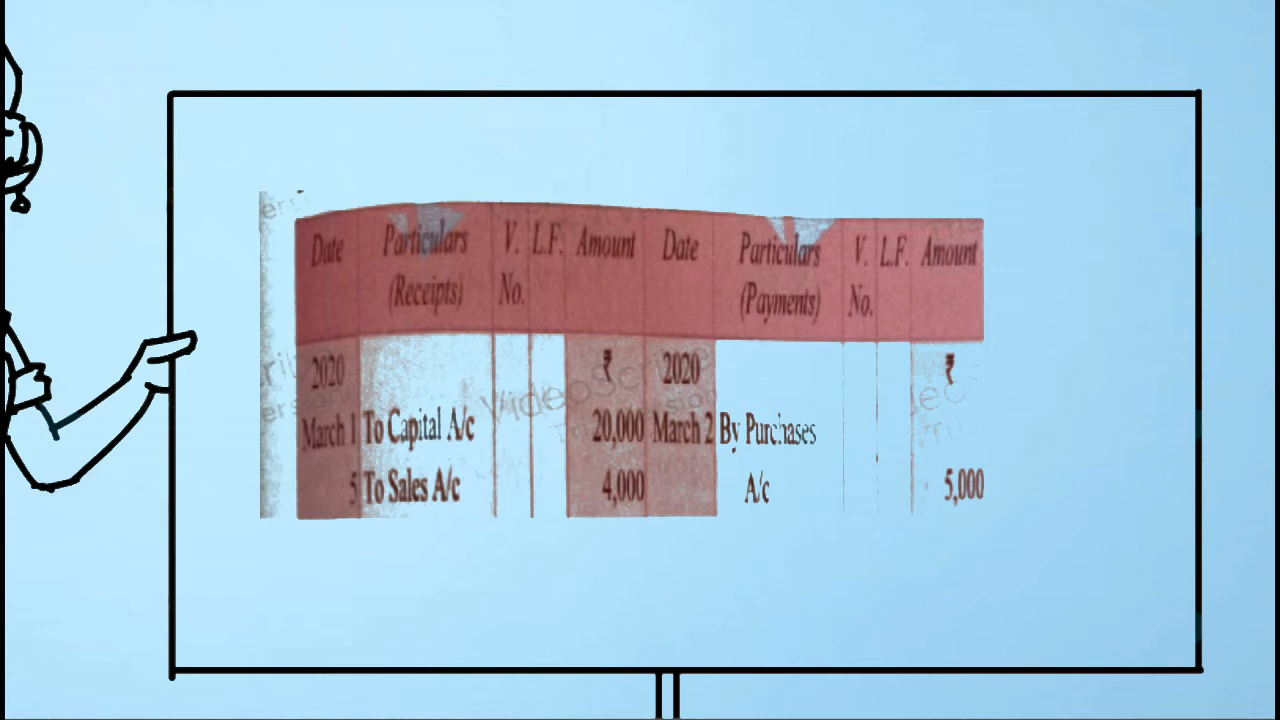 Date Particulars V. L.F. Amount Date Particulars V. L.F. Amount
(Receipts) No. (Payments) No.
2020 ₹ 2020 ₹
March 1 To Capital A/c 20,000 March 2 By Purchases
5 To Sales A/c 4,000 A/c 5,000
VideoScribe